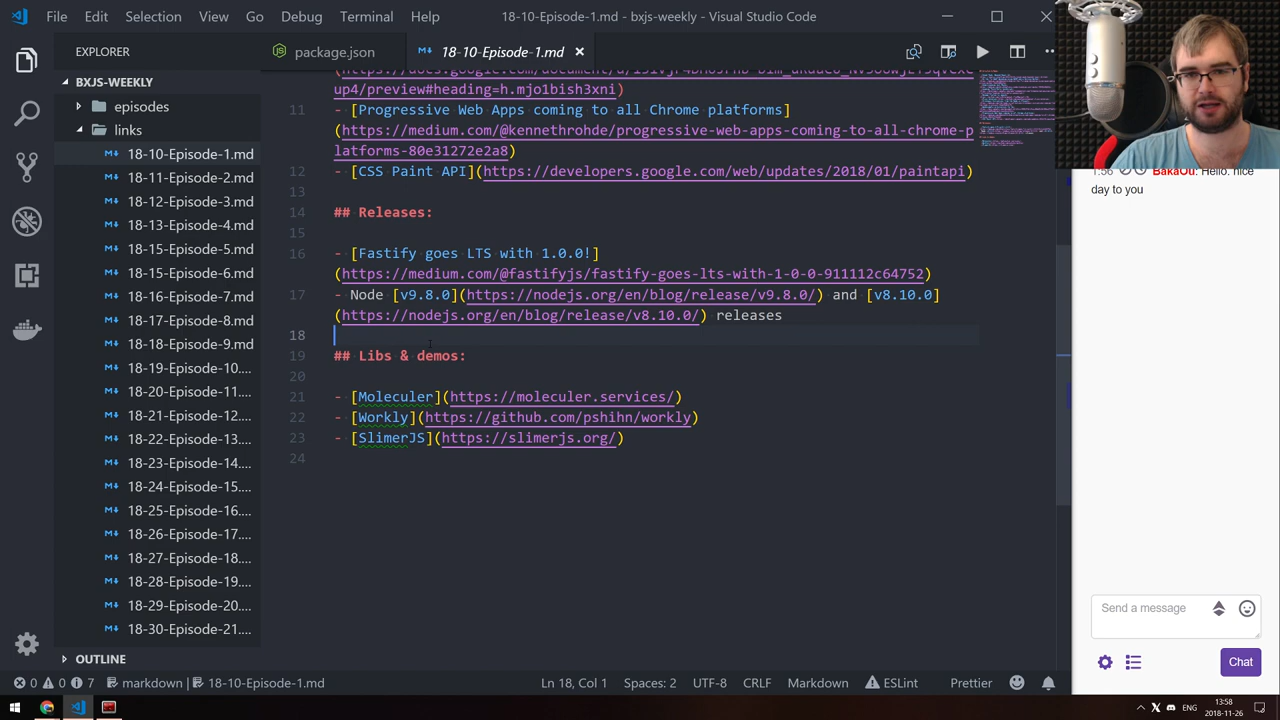 File Edit Selection View Go Debug Terminal Help
18-10-Episode-1.md - bxjs-weekly - Visual Studio Code
EXPLORER
package.json
18-10-Episode-1.md
BXJS-WEEKLY
episodes
links
18-10-Episode-1.md
18-11-Episode-2.md
18-12-Episode-3.md
18-13-Episode-4.md
18-15-Episode-5.md
18-15-Episode-6.md
18-16-Episode-7.md
18-17-Episode-8.md
18-18-Episode-9.md
18-19-Episode-10....
18-20-Episode-11....
18-21-Episode-12....
18-22-Episode-13....
18-23-Episode-14....
18-24-Episode-15....
18-25-Episode-16....
18-26-Episode-17....
18-27-Episode-18....
18-28-Episode-19....
18-29-Episode-20....
18-30-Episode-21....
OUTLINE
up4/preview#heading=h.mjo1bish3xni)
- [Progressive Web Apps coming to all Chrome platforms]
(https://medium.com/@kennethrohde/progressive-web-apps-coming-to-all-chrome-p
latforms-80e31272e2a8)
12 - [CSS Paint API](https://developers.google.com/web/updates/2018/01/paintapi)
13
14 ## Releases:
15
16 - [Fastify goes LTS with 1.0.0!]
(https://medium.com/@fastifyjs/fastify-goes-lts-with-1-0-0-911112c64752)
17 - Node [v9.8.0](https://nodejs.org/en/blog/release/v9.8.0/) and [v8.10.0]
(https://nodejs.org/en/blog/release/v8.10.0/) releases
18
19 ## Libs & demos:
20
21 - [Moleculer](https://moleculer.services/)
22 - [Workly](https://github.com/pshihn/workly)
23 - [SlimerJS](https://slimerjs.org/)
24
1:56 BakaOu: Hello. nice
day to you
Send a message
Chat
0 0 7 markdown 18-10-Episode-1.md Ln 18, Col 1 Spaces: 2 UTF-8 CRLF Markdown ESLint Prettier
ENG
13:58
2018-11-26